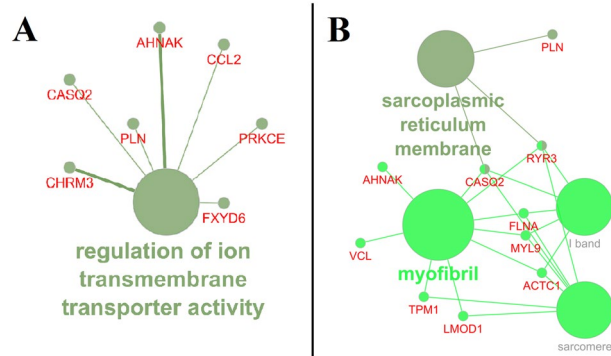 A
AHNAK
CCL2
CASQ2
PLN
PRKCE
CHRM3
FXYD6
regulation of ion
transmembrane
transporter activity
B
PLN
sarcoplasmic
reticulum
membrane
RYR3
AHNAK
CASQ2
FLNA
I band
MYL9
VCL
myofibril
ACTC1
TPM1
LMOD1
sarcomere